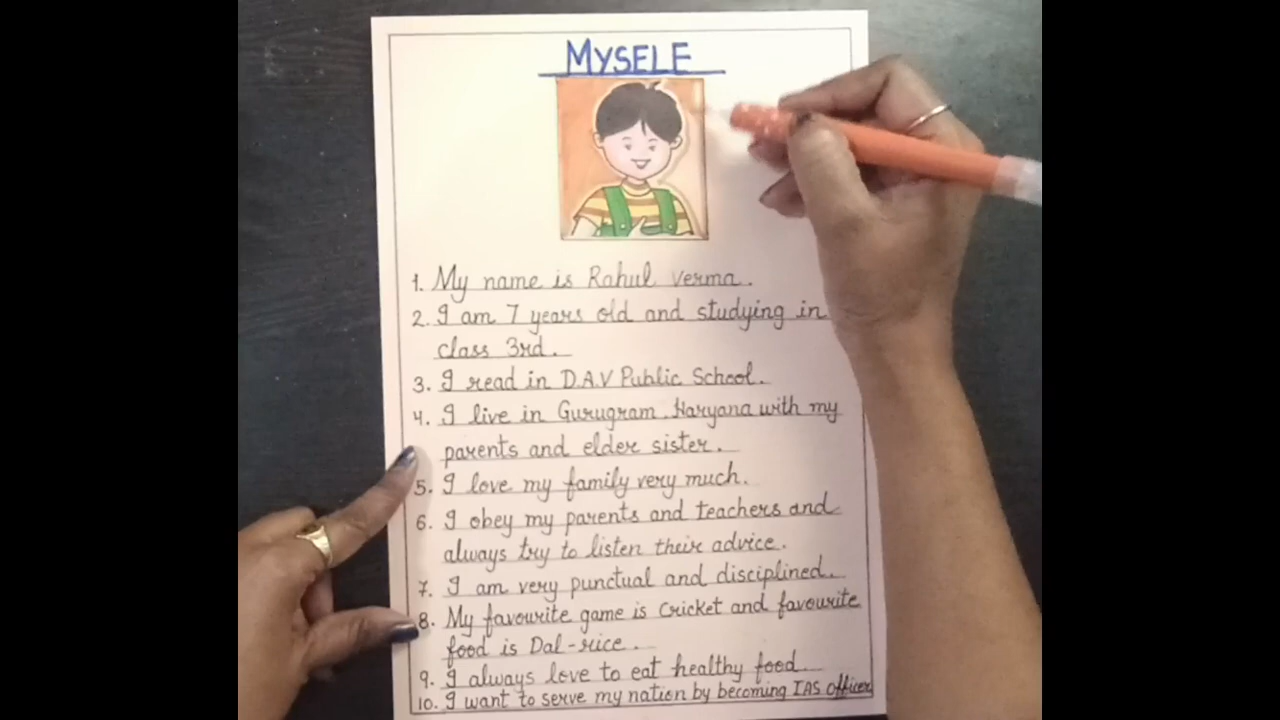 MYSELF
1. My name is Rahul Verma.
2. I am 7 years old and studying in
class 3rd.
3. I read in D.A.V Public School.
4. I live in Gurugram, Haryana with my
parents and elder sister.
5. I love my family very much.
6. I obey my parents and teachers and
always try to listen their advice.
7. I am very punctual and disciplined.
8. My favourite game is Cricket and favourite
food is Dal-rice.
9. I always love to eat healthy food.
10. I want to serve my nation by becoming IAS officer